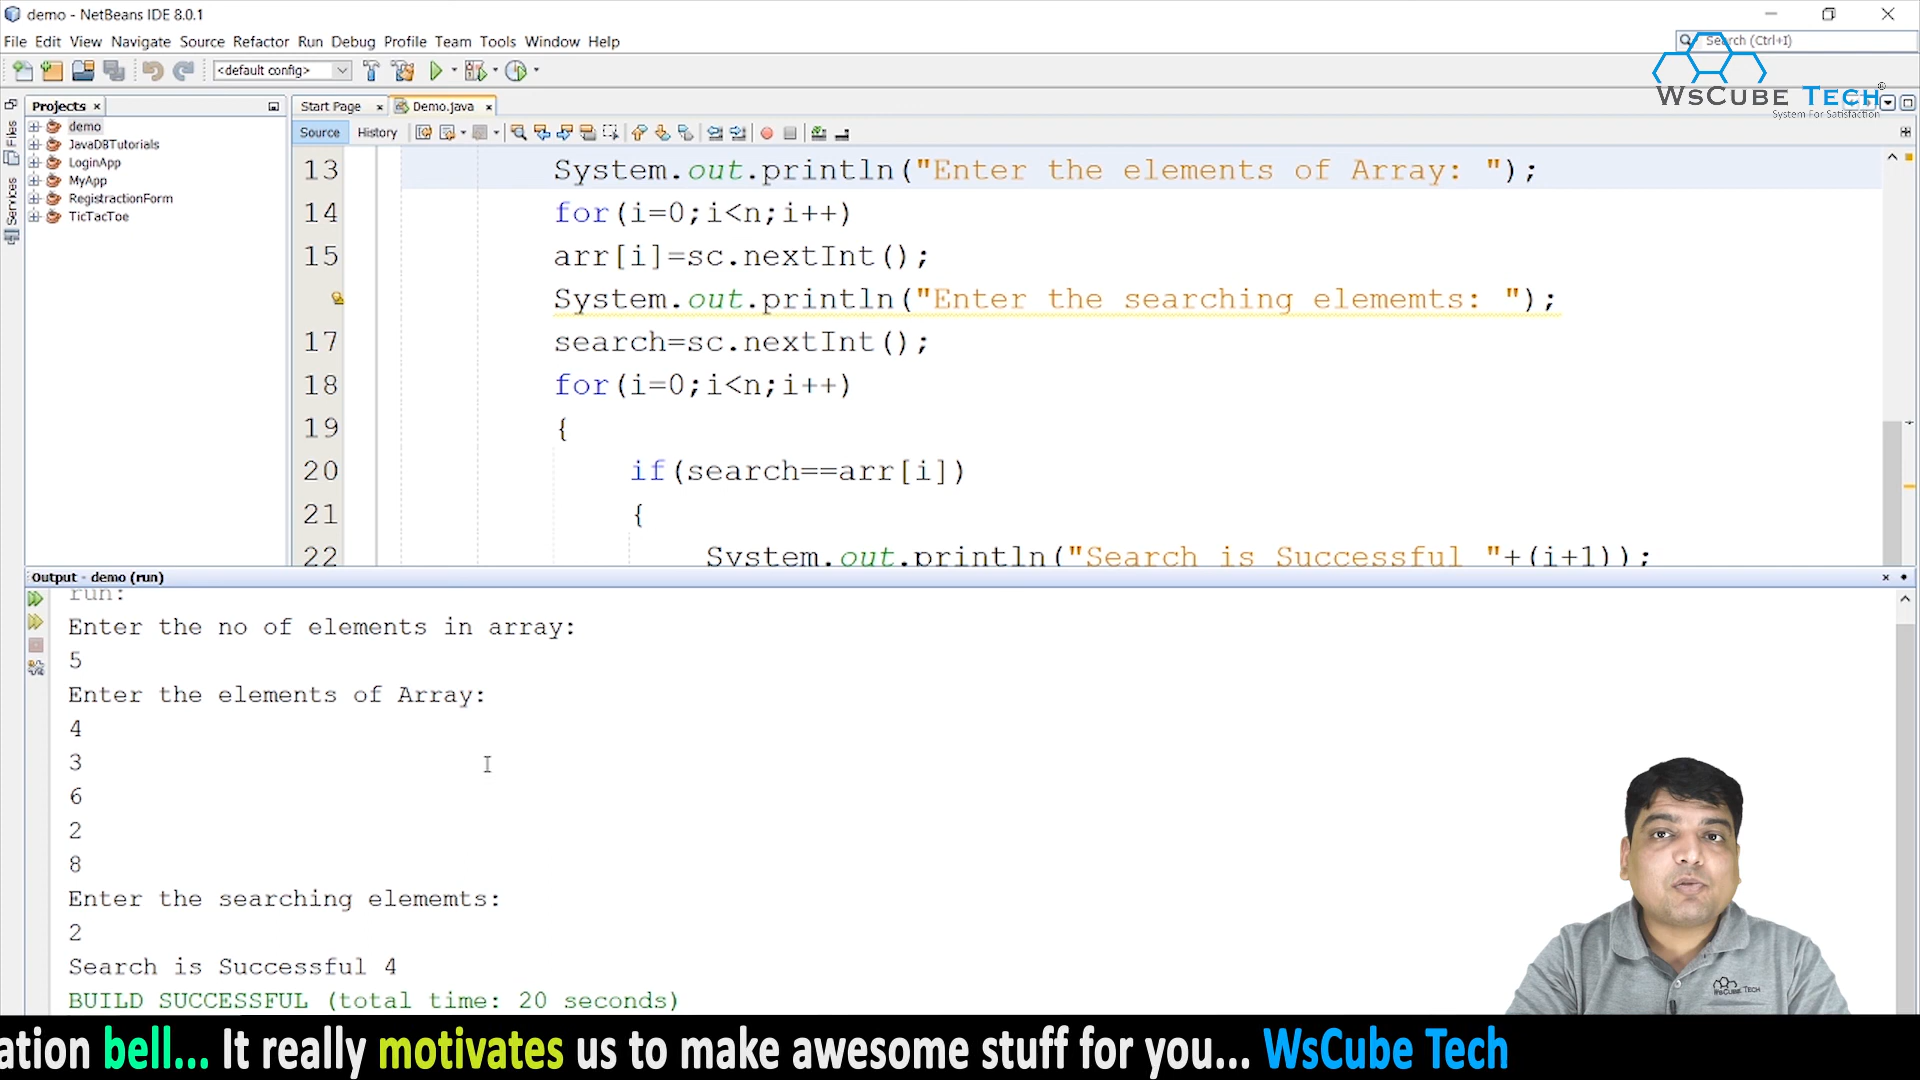 demo - NetBeans IDE 8.0.1
File Edit View Navigate Source Refactor Run Debug Profile Team Tools Window Help
Search (Ctrl+I)
<default config>
WsCube Tech®
System For Satisfaction
Projects
Start Page
Demo.java
Files
Services
Source History
demo
JavaDBTutorials
LoginApp
MyApp
RegistractionForm
TicTacToe
13 System.out.println("Enter the elements of Array: ");
14 for(i=0;i<n;i++)
15 arr[i]=sc.nextInt();
System.out.println("Enter the searching elememts: ");
17 search=sc.nextInt();
18 for(i=0;i<n;i++)
19 {
20 if(search==arr[i])
21 {
22 System.out.println("Search is Successful "+(i+1));
Output - demo (run)
run:
Enter the no of elements in array:
5
Enter the elements of Array:
4
3
6
2
8
Enter the searching elememts:
2
Search is Successful 4
BUILD SUCCESSFUL (total time: 20 seconds)
WsCube Tech
ation bell... It really motivates us to make awesome stuff for you... WsCube Tech